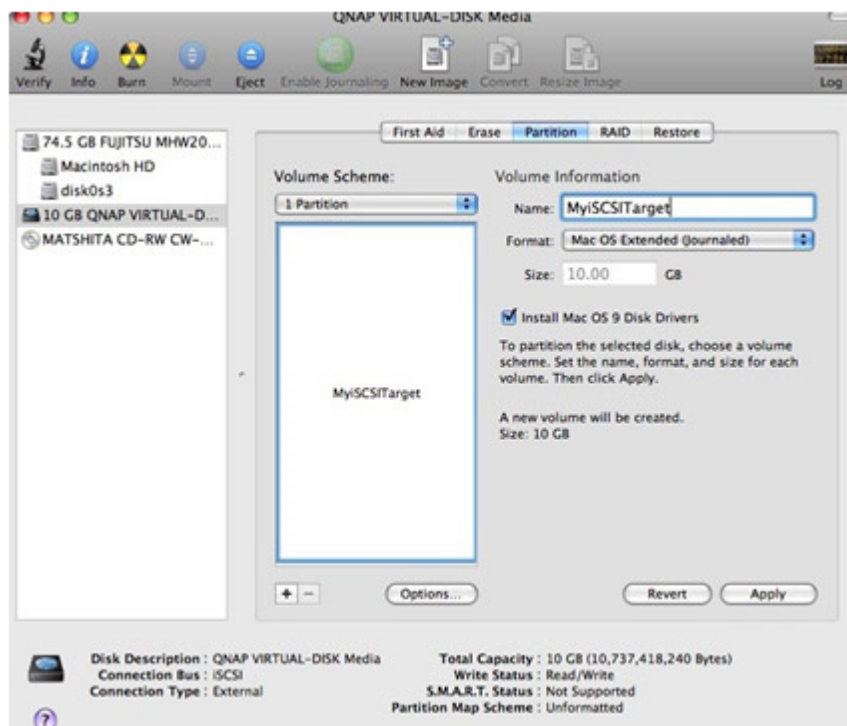 QNAP VIRTUAL-DISK Media
Verify Info Burn Mount Eject Enable Journaling New Image Convert Resize Image Log
74.5 GB FUJITSU MHW20...
Macintosh HD
disk0s3
10 GB QNAP VIRTUAL-D...
MATSHITA CD-RW CW-...
First Aid Erase Partition RAID Restore
Volume Scheme:
1 Partition
MyiSCSITarget
+ −
Options...
Volume Information
Name: MyiSCSITarget
Format: Mac OS Extended (Journaled)
Size: 10.00 GB
Install Mac OS 9 Disk Drivers
To partition the selected disk, choose a volume
scheme. Set the name, format, and size for each
volume. Then click Apply.
A new volume will be created.
Size: 10 GB
Revert Apply
Disk Description : QNAP VIRTUAL-DISK Media
Connection Bus : iSCSI
Connection Type : External
Total Capacity : 10 GB (10,737,418,240 Bytes)
Write Status : Read/Write
S.M.A.R.T. Status : Not Supported
Partition Map Scheme : Unformatted
?